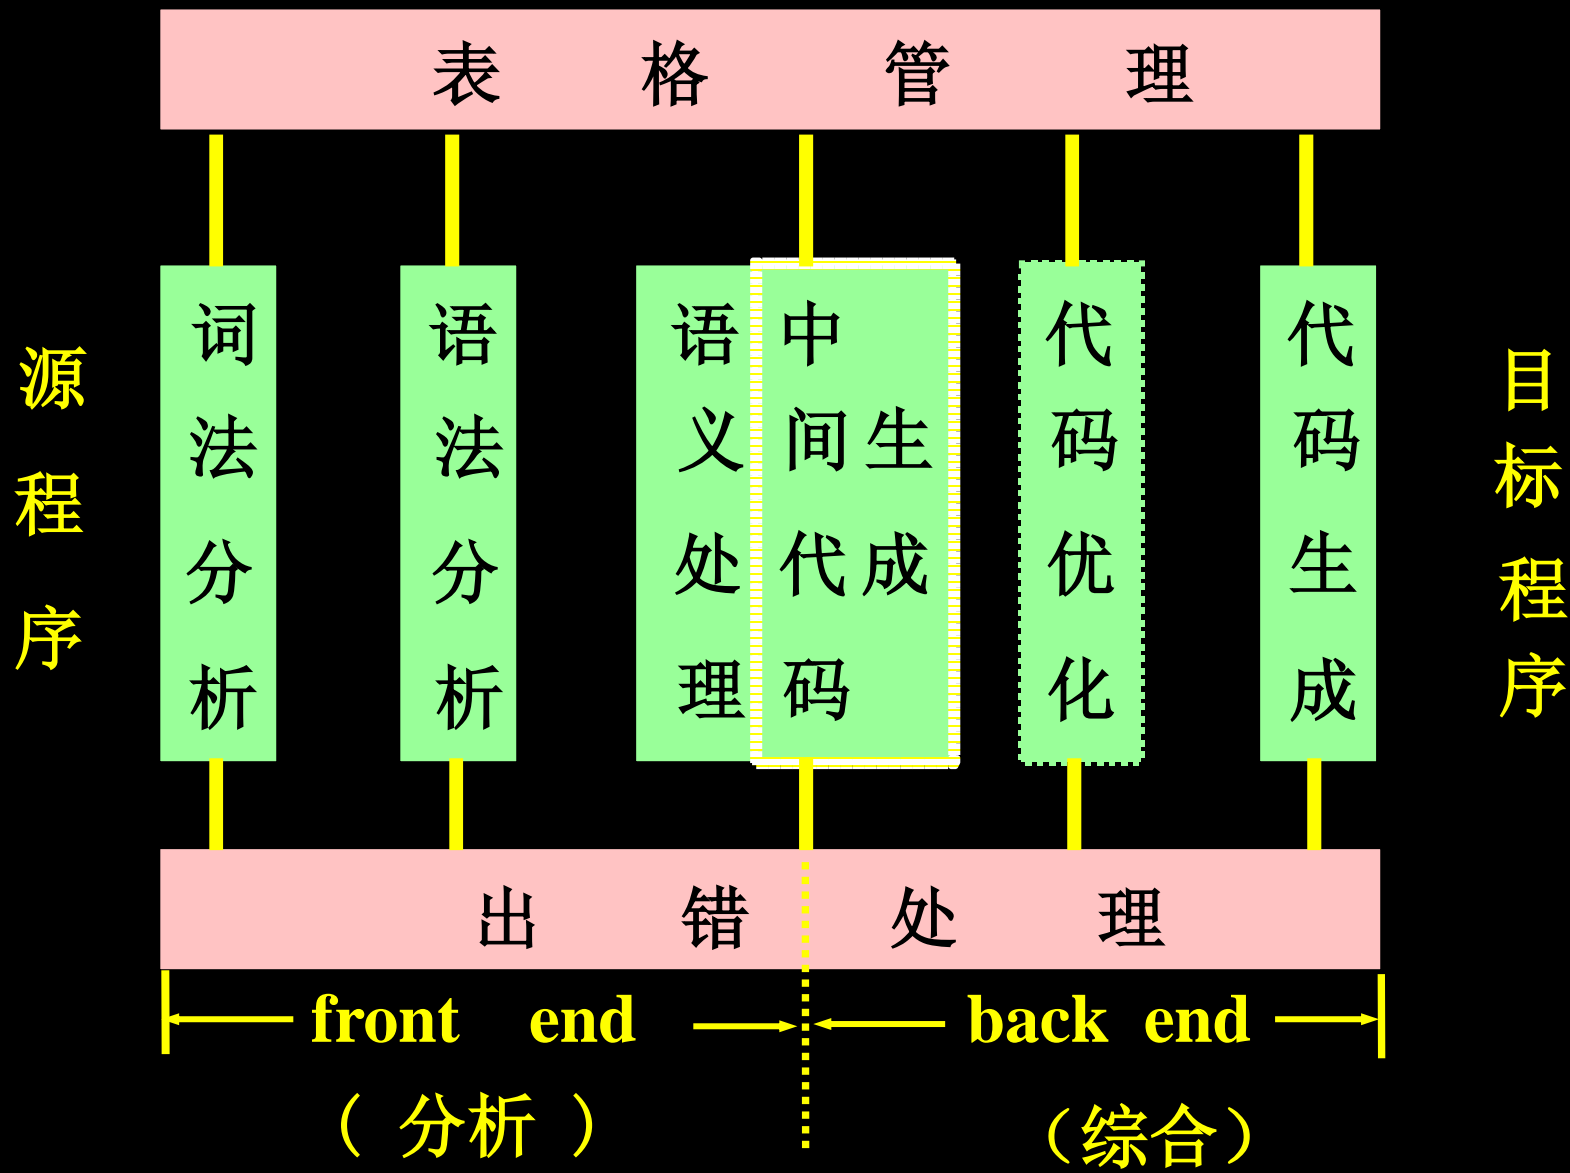 表格管理
源程序
词法分析
语法分析
语义处理
中间代码
生成
代码优化
代码生成
目标程序
出错处理
front end
back end
（分析）
（综合）